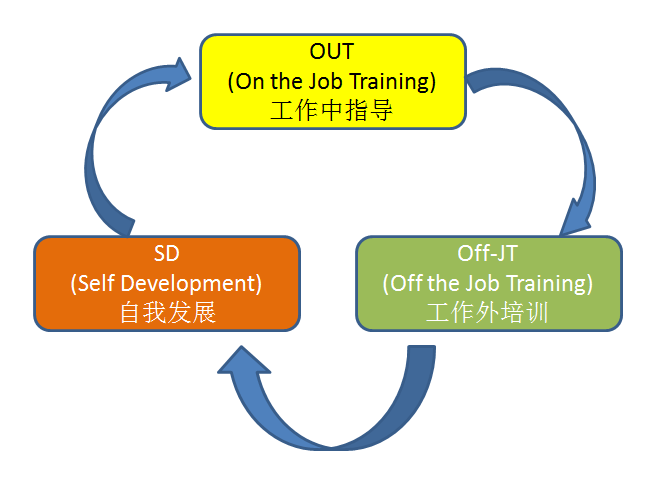 OUT
(On the Job Training)
工作中指导
SD
(Self Development)
自我发展
Off-JT
(Off the Job Training)
工作外培训